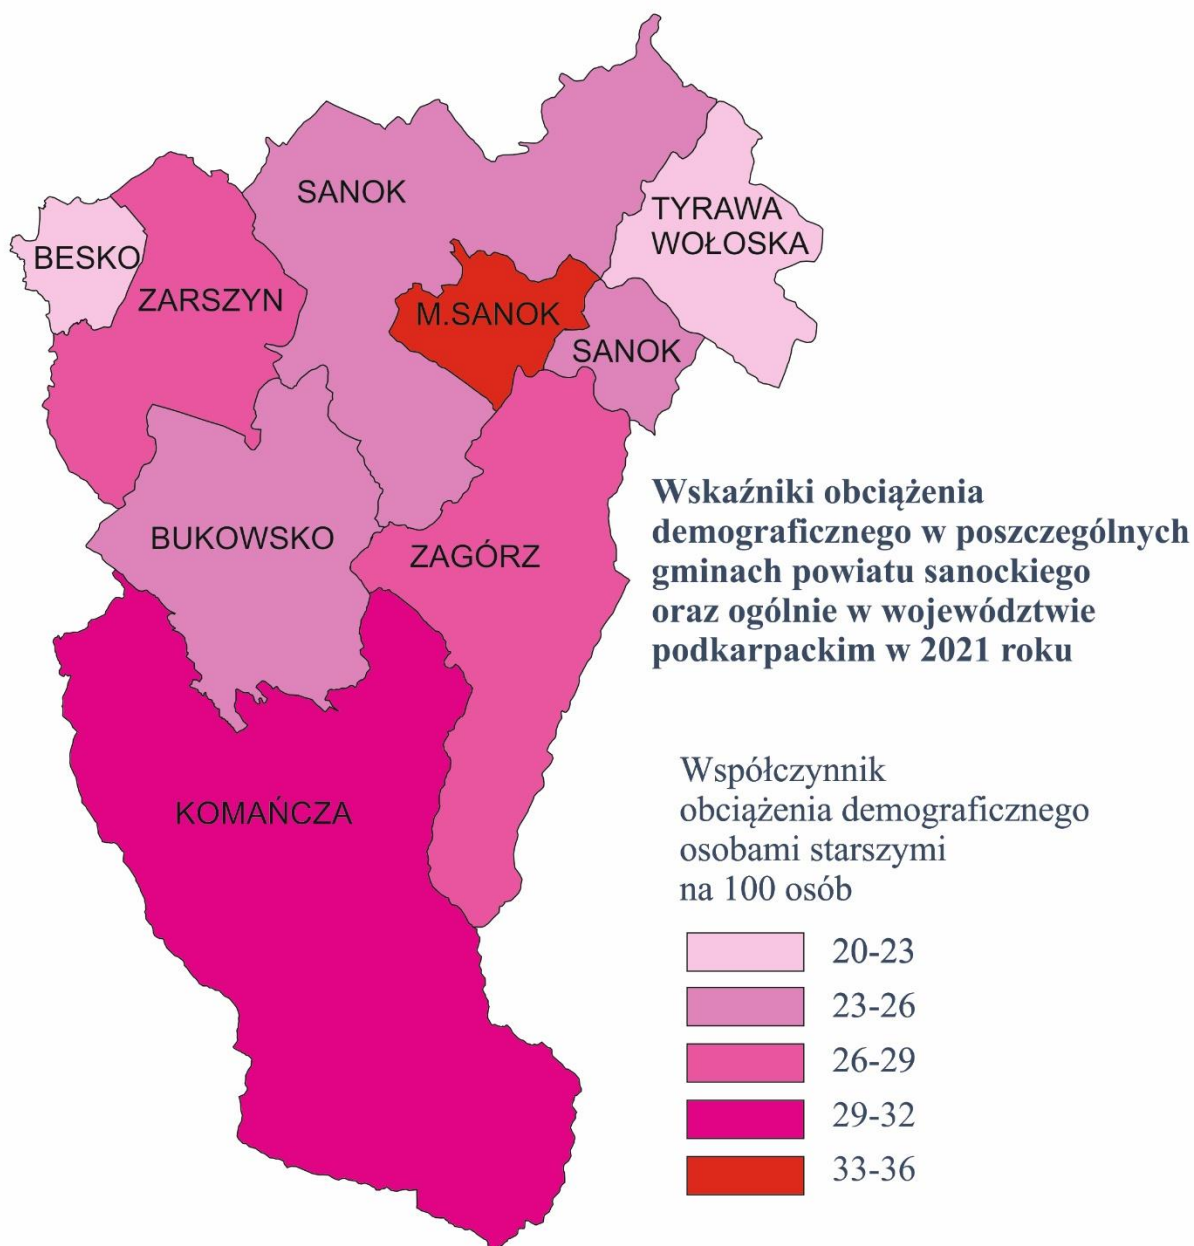 SANOK
TYRAWA
WOŁOSKA
BESKO
ZARSZYN
M.SANOK
SANOK
BUKOWSKO
ZAGÓRZ
KOMAŃCZA
Wskaźniki obciążenia
demograficznego w poszczególnych
gminach powiatu sanockiego
oraz ogólnie w województwie
podkarpackim w 2021 roku
Współczynnik
obciążenia demograficznego
osobami starszymi
na 100 osób
20-23
23-26
26-29
29-32
33-36